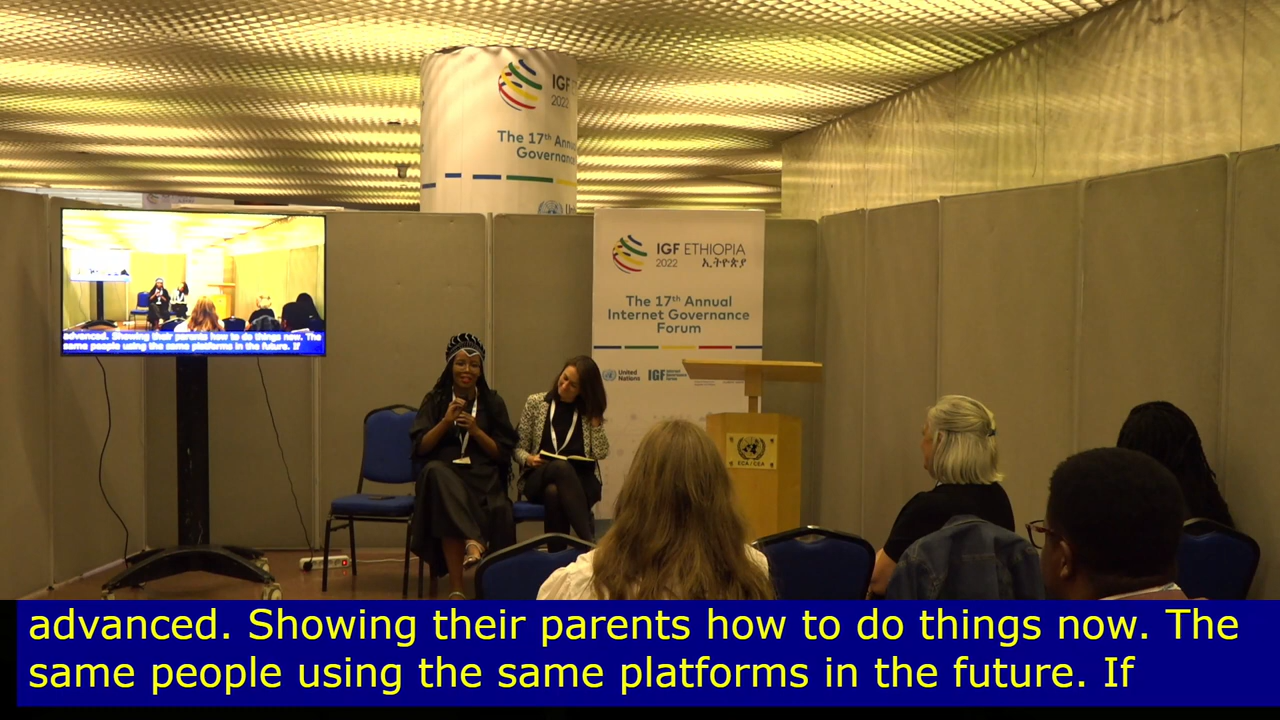 IGF
2022
The 17th Annu
Governance
IGF ETHIOPIA
2022 ኢትዮጵያ
The 17th Annual
Internet Governance
Forum
United
Nations
IGF
ECA/CEA
advanced. Showing their parents how to do things now. The
same people using the same platforms in the future. If
advanced. Showing their parents how to do things now. The
same people using the same platforms in the future. If